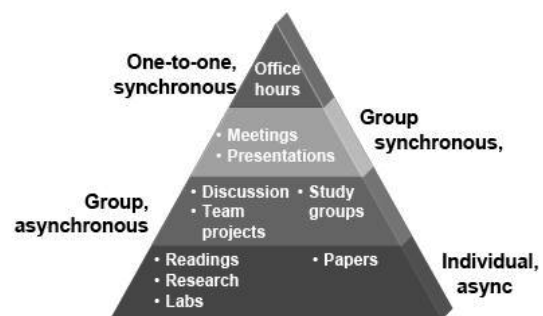 One-to-one,
synchronous
Office
hours
• Meetings
• Presentations
Group
synchronous,
Group,
asynchronous
• Discussion
• Team
projects
• Study
groups
• Readings
• Research
• Labs
• Papers
Individual,
async